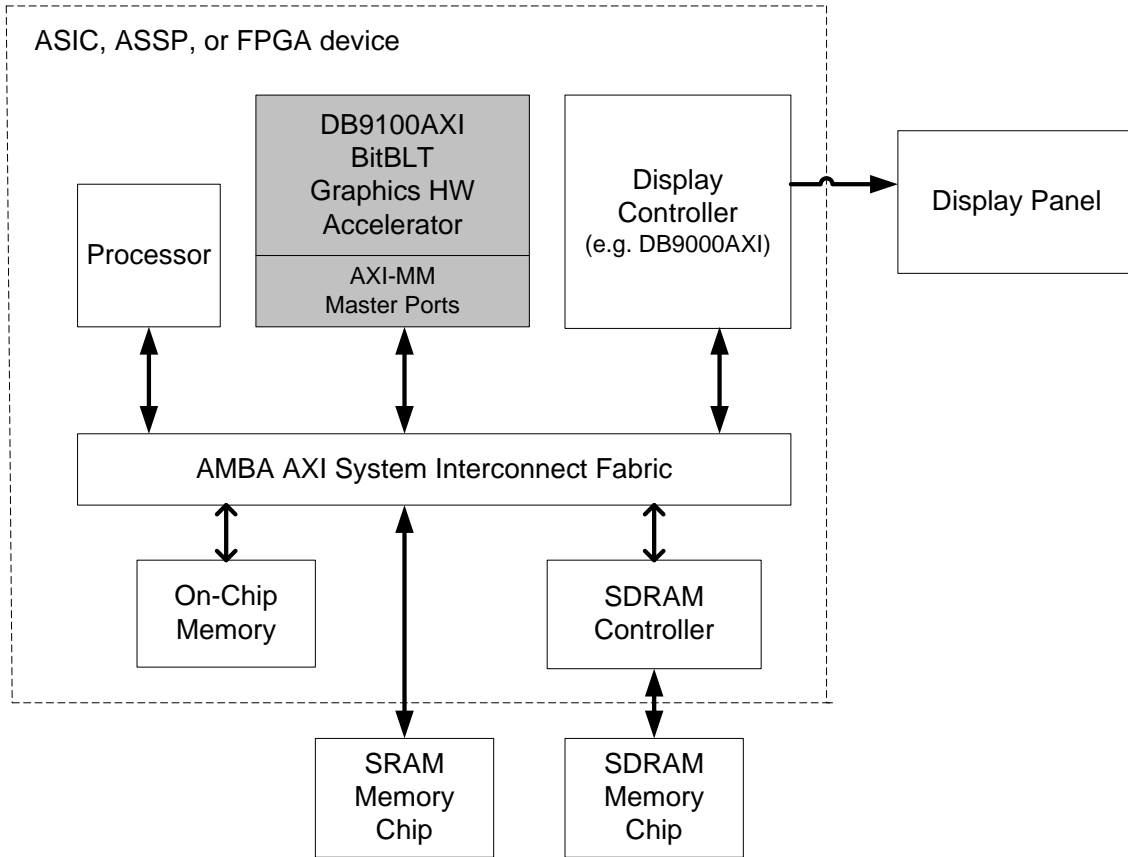 ASIC, ASSP, or FPGA device
DB9100AXI
BitBLT
Graphics HW
Accelerator
AXI-MM
Master Ports
Processor
Display
Controller
(e.g. DB9000AXI)
Display Panel
AMBA AXI System Interconnect Fabric
On-Chip
Memory
SDRAM
Controller
SRAM
Memory
Chip
SDRAM
Memory
Chip